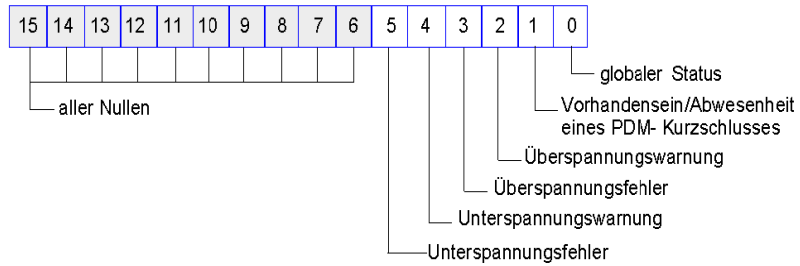 15 14 13 12 11 10 9 8 7 6 5 4 3 2 1 0
globaler Status
aller Nullen
Vorhandensein/Abwesenheit
eines PDM- Kurzschlusses
Überspannungswarnung
Überspannungsfehler
Unterspannungswarnung
Unterspannungsfehler